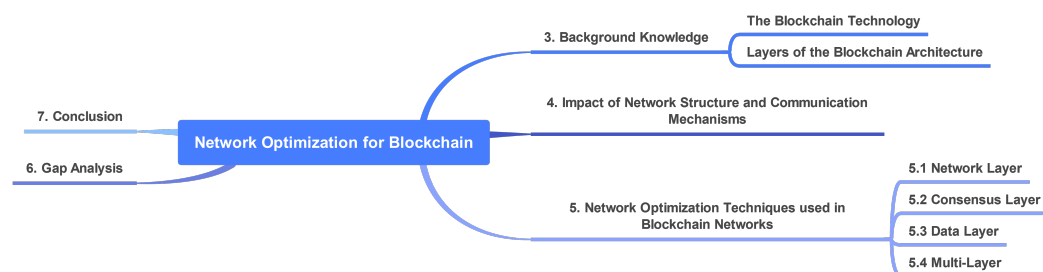 Network Optimization for Blockchain
3. Background Knowledge
The Blockchain Technology
Layers of the Blockchain Architecture
4. Impact of Network Structure and Communication
Mechanisms
5. Network Optimization Techniques used in
Blockchain Networks
5.1 Network Layer
5.2 Consensus Layer
5.3 Data Layer
5.4 Multi-Layer
6. Gap Analysis
7. Conclusion